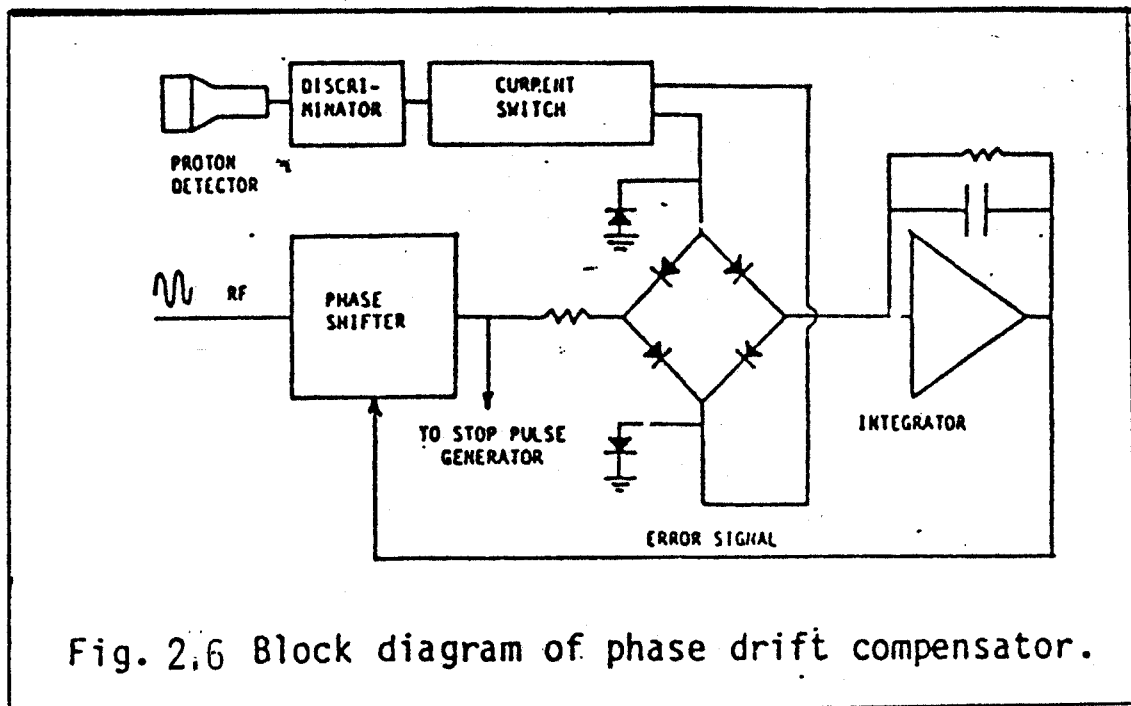 DISCRI-
MINATOR
CURRENT
SWITCH
PROTON
DETECTOR
RF
PHASE
SHIFTER
TO STOP PULSE
GENERATOR
INTEGRATOR
ERROR SIGNAL
Fig. 2.6 Block diagram of phase drift compensator.